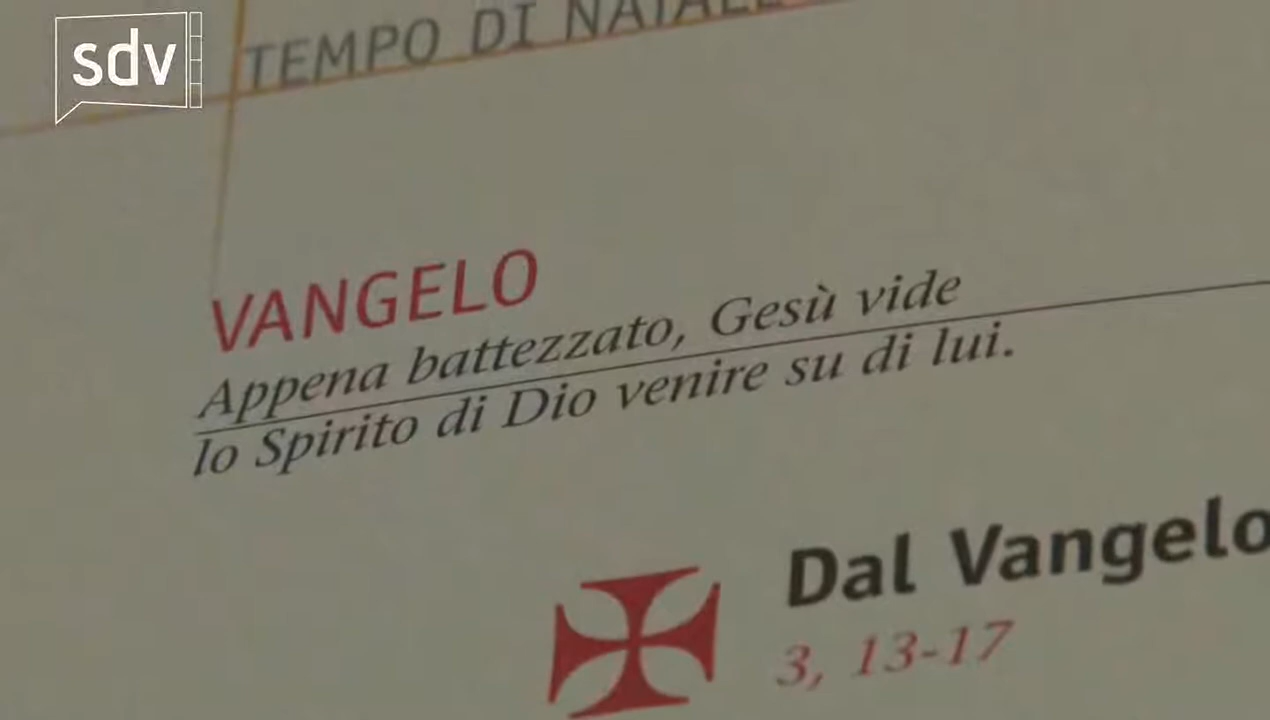 sdv
TEMPO DI NATALE
VANGELO
Appena battezzato, Gesù vide
lo Spirito di Dio venire su di lui.
Dal Vangelo
3, 13-17